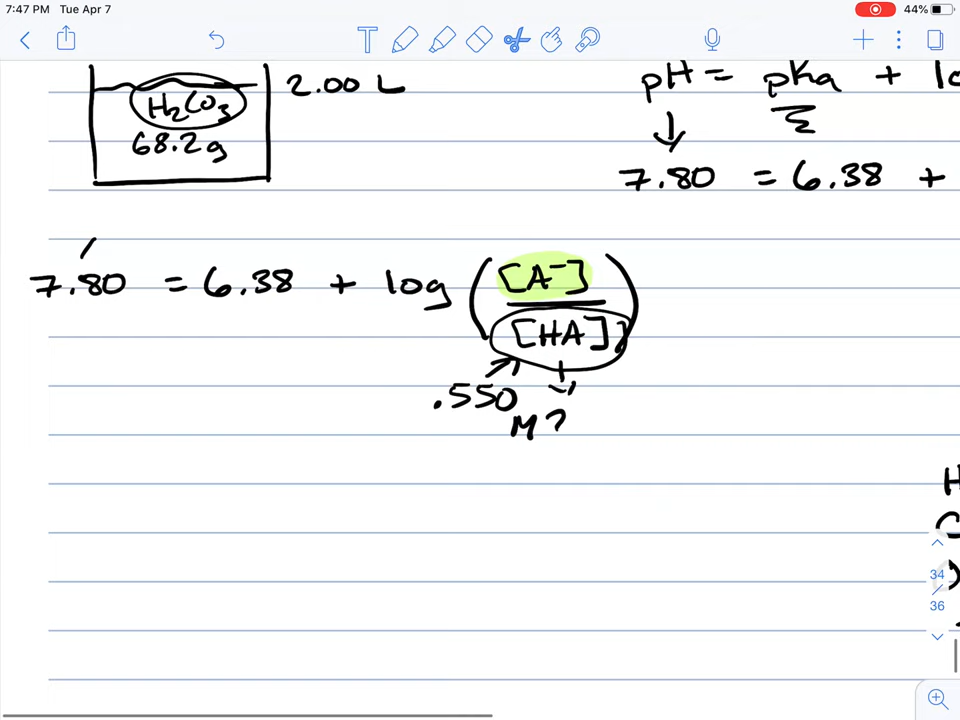 7:47 PM Tue Apr 7
44%
H₂CO₃
68.2g
2.00 L
pH = pKa +
7.80 = 6.38 +
7.80 = 6.38 + log ([A⁻]/[HA])
.550
M ?
34
36